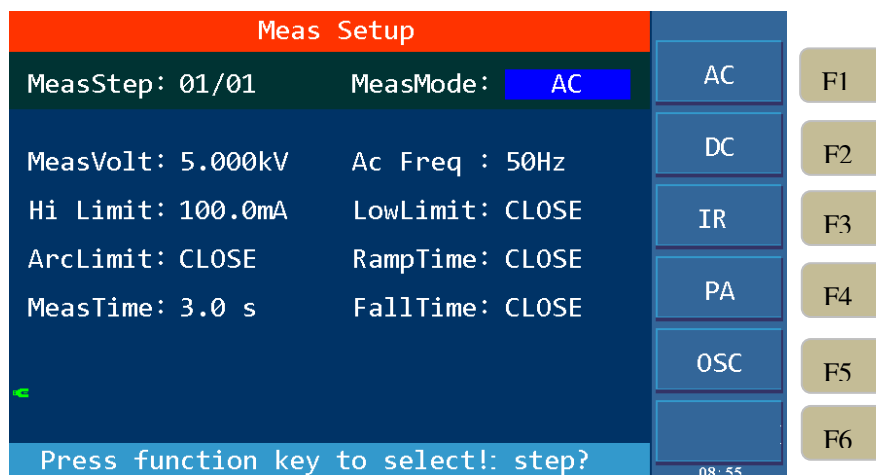 Meas Setup
MeasStep: 01/01 MeasMode: AC
MeasVolt: 5.000kV Ac Freq : 50Hz
Hi Limit: 100.0mA LowLimit: CLOSE
ArcLimit: CLOSE RampTime: CLOSE
MeasTime: 3.0 s FallTime: CLOSE
Press function key to select!: step?
AC F1
DC F2
IR F3
PA F4
OSC F5
F6
08:55